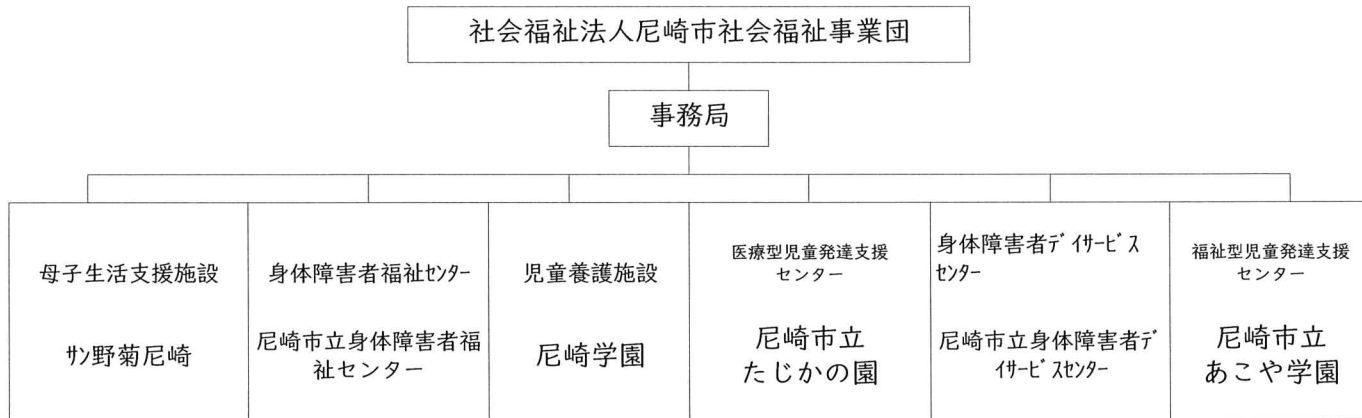 社会福祉法人尼崎市社会福祉事業団
事務局
母子生活支援施設
ｻﾝ野菊尼崎
身体障害者福祉ｾﾝﾀｰ
尼崎市立身体障害者福
祉センター
児童養護施設
尼崎学園
医療型児童発達支援
センター
尼崎市立
たじかの園
身体障害者ﾃﾞｲｻｰﾋﾞｽ
ｾﾝﾀｰ
尼崎市立身体障害者ﾃﾞ
ｲｻｰﾋﾞｽｾﾝﾀｰ
福祉型児童発達支援
センター
尼崎市立
あこや学園